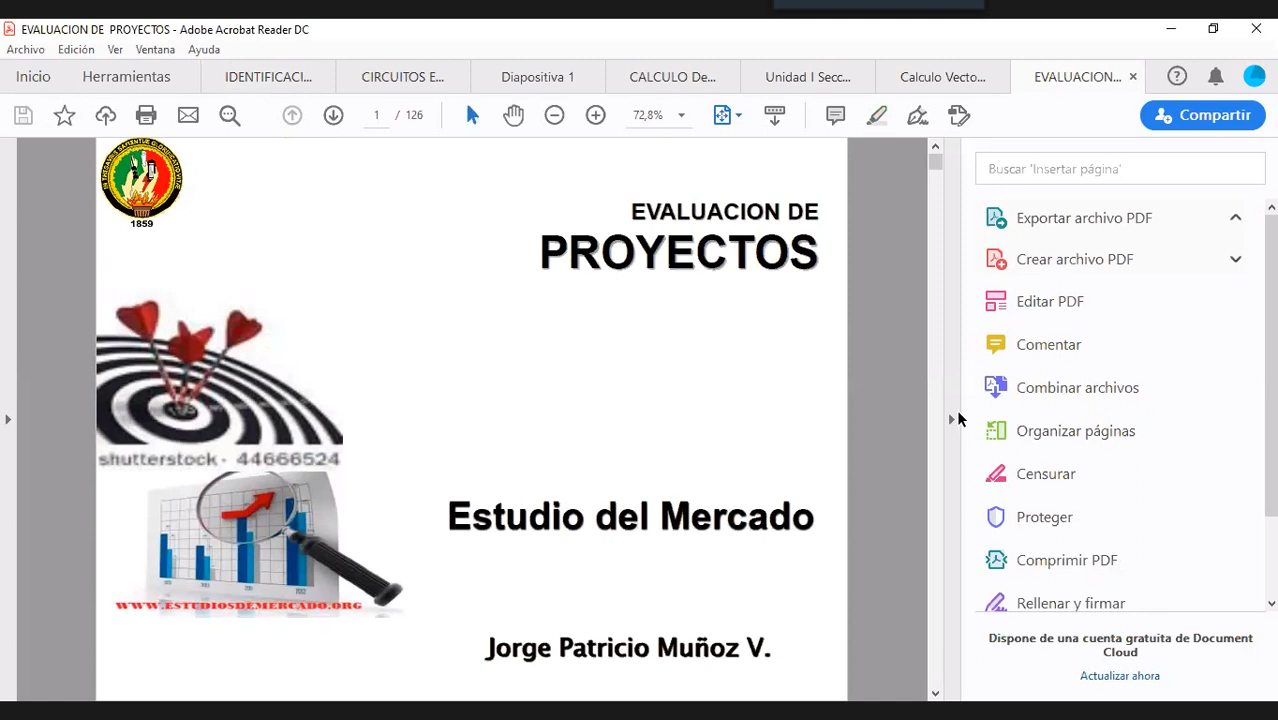 EVALUACION DE PROYECTOS - Adobe Acrobat Reader DC
Archivo Edición Ver Ventana Ayuda
Inicio Herramientas IDENTIFICACI... CIRCUITOS E... Diapositiva 1 CALCULO De... Unidad I Secc... Calculo Vecto... EVALUACION...
1 / 126 72,8% Compartir
1859
EVALUACION DE
PROYECTOS
shutterstock · 44666524
Estudio del Mercado
WWW.ESTUDIOSDEMERCADO.ORG
Jorge Patricio Muñoz V.
Buscar 'Insertar página'
Exportar archivo PDF
Crear archivo PDF
Editar PDF
Comentar
Combinar archivos
Organizar páginas
Censurar
Proteger
Comprimir PDF
Rellenar y firmar
Dispone de una cuenta gratuita de Document
Cloud
Actualizar ahora